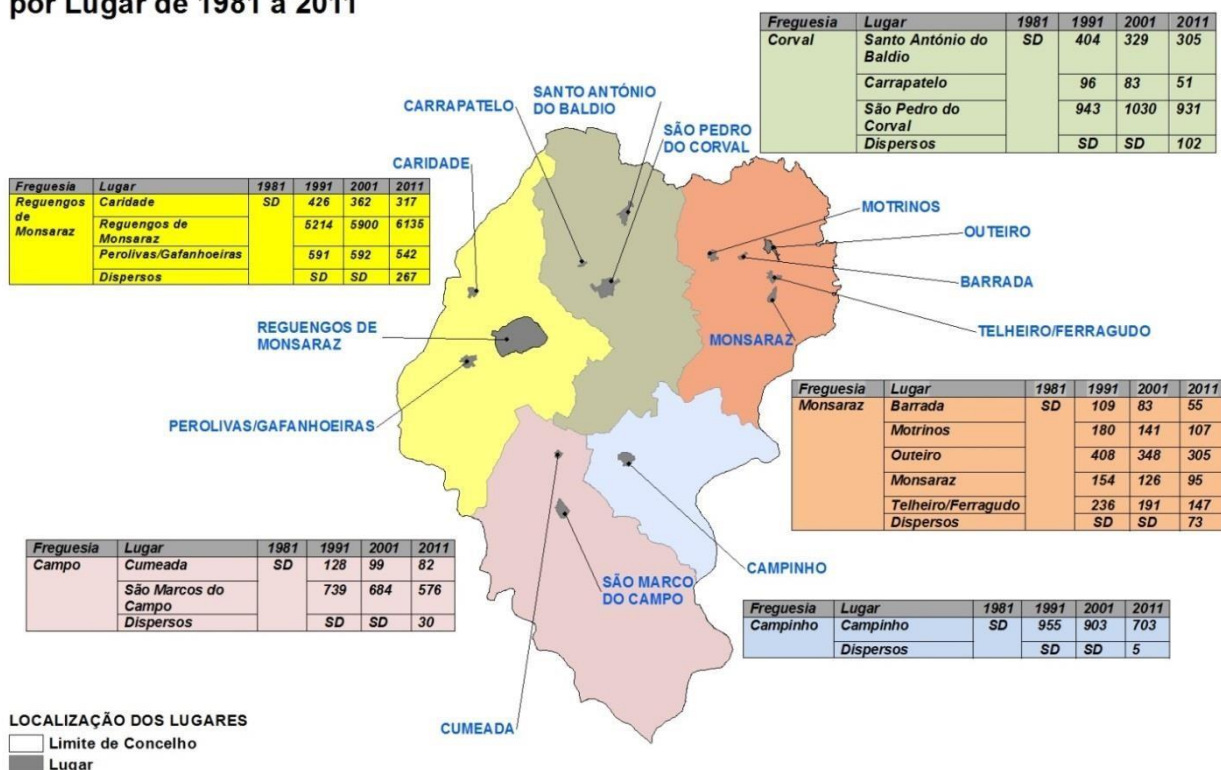 por Lugar de 1981 a 2011
Freguesia Lugar 1981 1991 2001 2011
Corval Santo António do Baldio SD 404 329 305
Carrapatelo 96 83 51
São Pedro do Corval 943 1030 931
Dispersos SD SD 102
SANTO ANTÓNIO
DO BALDIO
CARRAPATELO
SÃO PEDRO
DO CORVAL
CARIDADE
Freguesia Lugar 1981 1991 2001 2011
Reguengos de Monsaraz Caridade SD 426 362 317
Reguengos de Monsaraz 5214 5900 6135
Perolivas/Gafanhoeiras 591 592 542
Dispersos SD SD 267
MOTRINOS
OUTEIRO
BARRADA
TELHEIRO/FERRAGUDO
MONSARAZ
REGUENGOS DE
MONSARAZ
PEROLIVAS/GAFANHOEIRAS
Freguesia Lugar 1981 1991 2001 2011
Monsaraz Barrada SD 109 83 55
Motrinos 180 141 107
Outeiro 408 348 305
Monsaraz 154 126 95
Telheiro/Ferragudo 236 191 147
Dispersos SD SD 73
Freguesia Lugar 1981 1991 2001 2011
Campo Cumeada SD 128 99 82
São Marcos do Campo 739 684 576
Dispersos SD SD 30
SÃO MARCO
DO CAMPO
CAMPINHO
Freguesia Lugar 1981 1991 2001 2011
Campinho Campinho SD 955 903 703
Dispersos SD SD 5
CUMEADA
LOCALIZAÇÃO DOS LUGARES
Limite de Concelho
Lugar